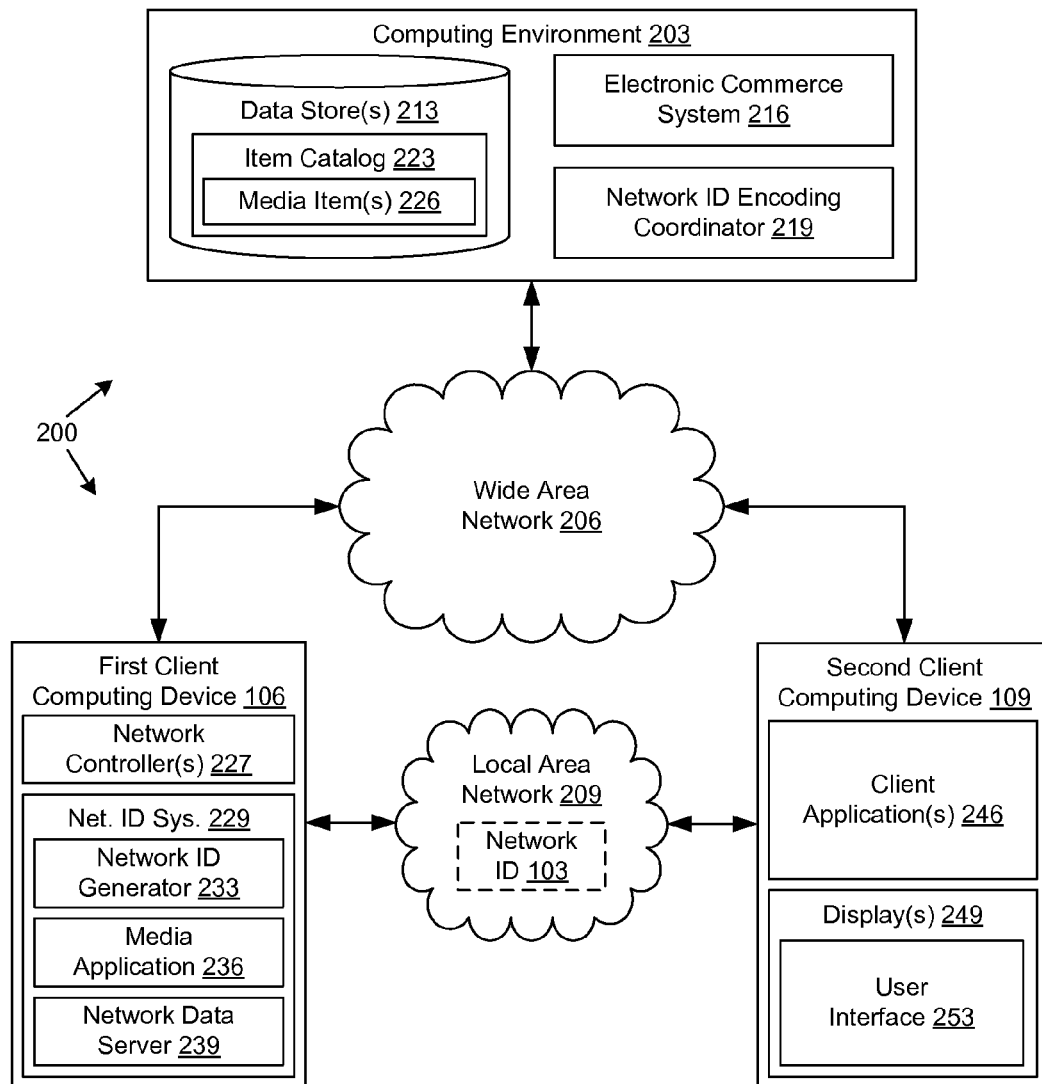 Computing Environment 203
Data Store(s) 213
Item Catalog 223
Media Item(s) 226
Electronic Commerce
System 216
Network ID Encoding
Coordinator 219
200
Wide Area
Network 206
First Client
Computing Device 106
Network
Controller(s) 227
Net. ID Sys. 229
Network ID
Generator 233
Media
Application 236
Network Data
Server 239
Local Area
Network 209
Network
ID 103
Second Client
Computing Device 109
Client
Application(s) 246
Display(s) 249
User
Interface 253